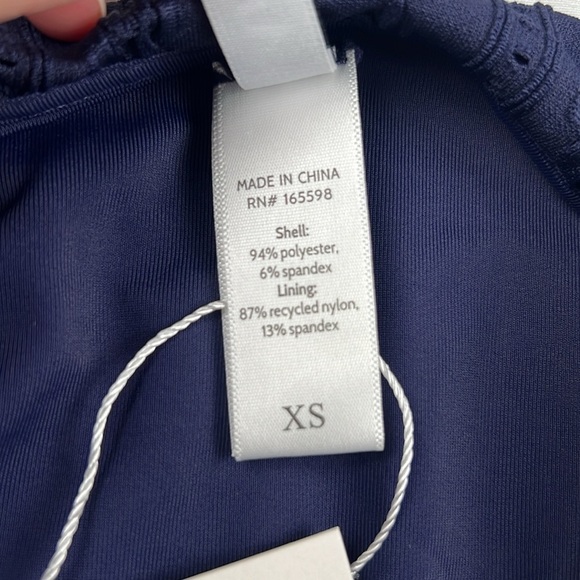 MADE IN CHINA
RN# 165598
Shell:
94% polyester,
6% spandex
Lining:
87% recycled nylon,
13% spandex
XS